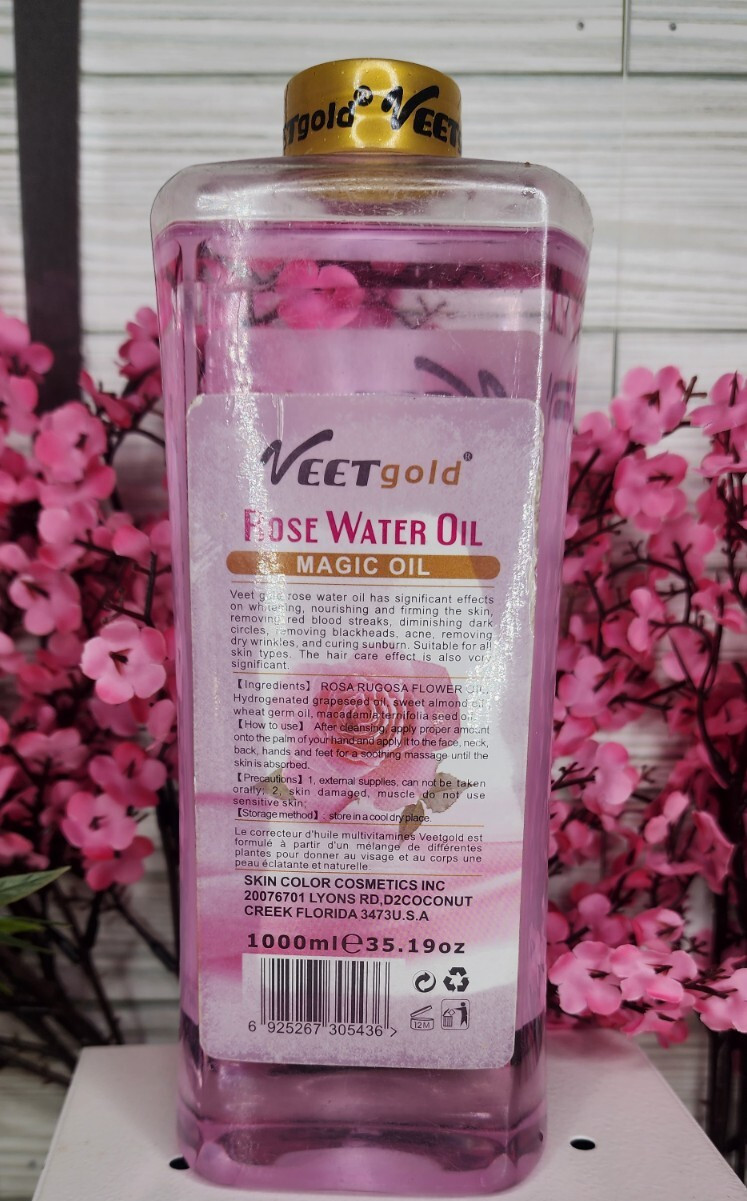 ETgold® VEET
VEETgold®
ROSE WATER OIL
MAGIC OIL
Veet gold rose water oil has significant effects
on whitening, nourishing and firming the skin,
removing red blood streaks, diminishing dark
circles, removing blackheads, acne, removing
dry wrinkles, and curing sunburn. Suitable for all
skin types. The hair care effect is also very
significant.
【Ingredients】 ROSA RUGOSA FLOWER OIL,
Hydrogenated grapeseed oil, sweet almond oil,
wheat germ oil, macadamia ternifolia seed oil
【How to use】 After cleansing, apply proper amount
onto the palm of your hand and apply it to the face, neck,
back, hands and feet for a soothing massage until the
skin is absorbed.
【Precautions】1, external supplies, can not be taken
orally; 2, skin damaged, muscle do not use
sensitive skin;
【Storage method】: store in a cool dry place.
Le correcteur d'huile multivitamines Veetgold est
formulé à partir d'un mélange de différentes
plantes pour donner au visage et au corps une
peau éclatante et naturelle
SKIN COLOR COSMETICS INC
20076701 LYONS RD,D2COCONUT
CREEK FLORIDA 3473U.S.A
1000ml℮35.19oz
6 925267 305436 >
12M